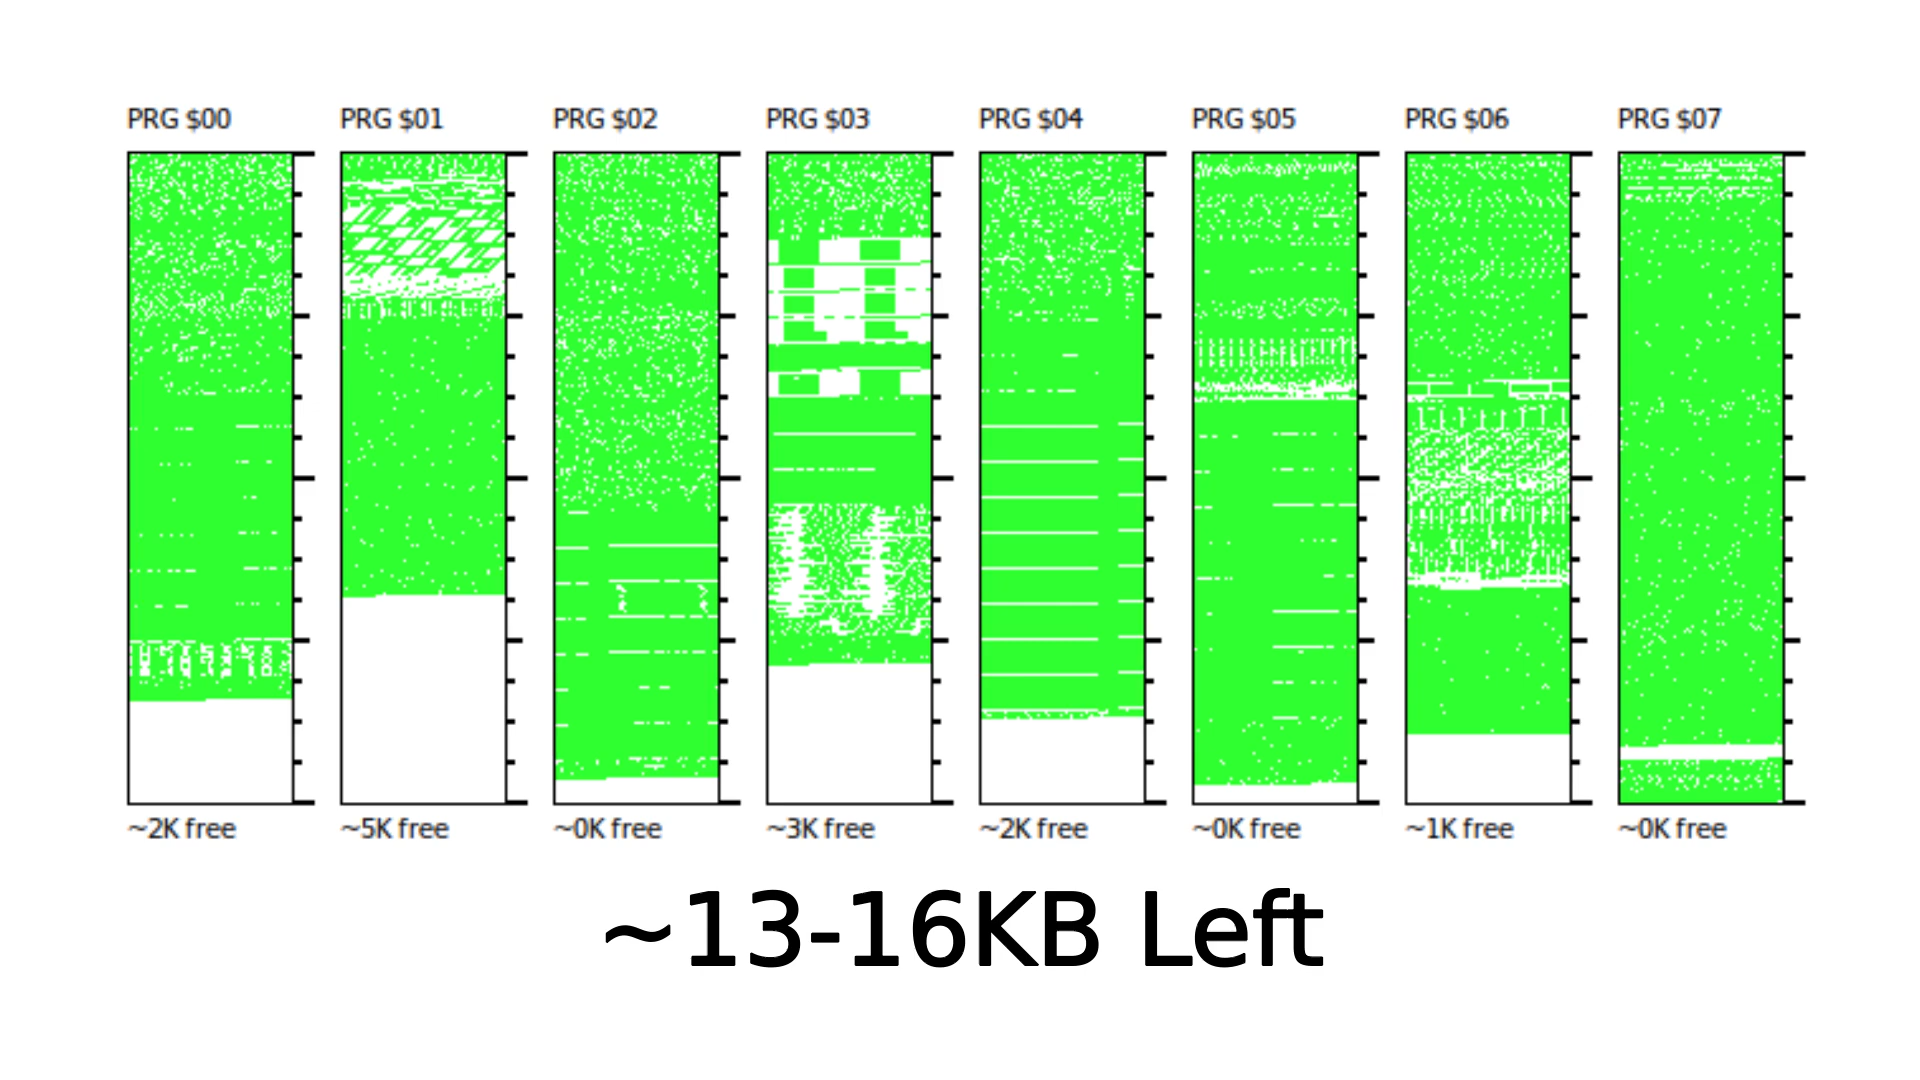 PRG $00 PRG $01 PRG $02 PRG $03 PRG $04 PRG $05 PRG $06 PRG $07
~2K free ~5K free ~0K free ~3K free ~2K free ~0K free ~1K free ~0K free
~13-16KB Left